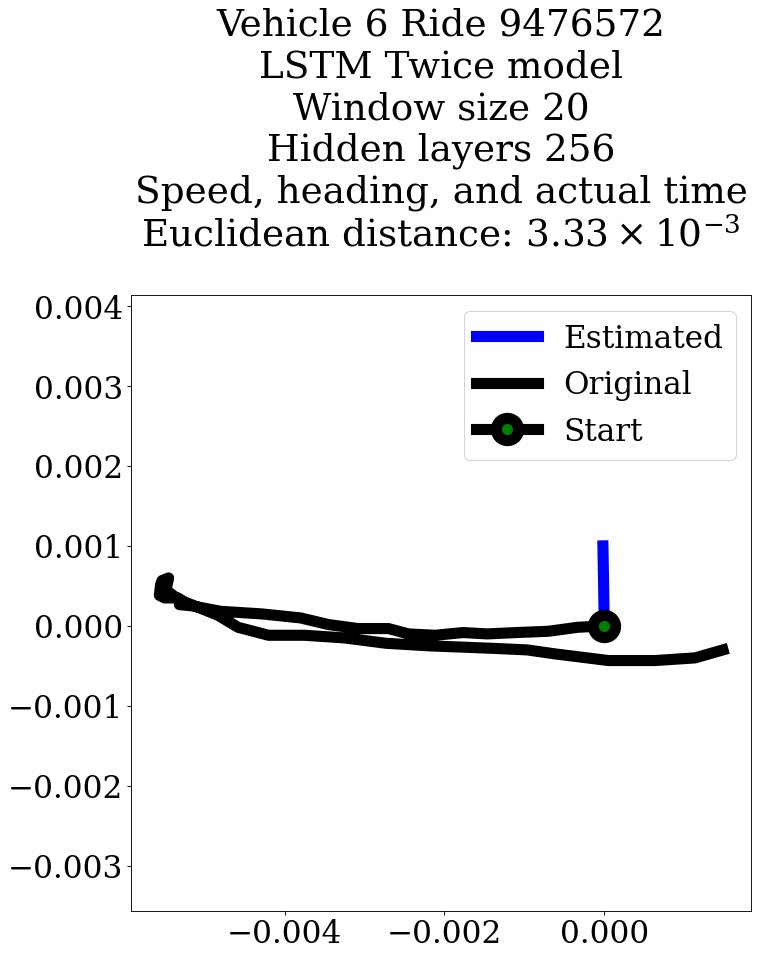 Vehicle 6 Ride 9476572
LSTM Twice model
Window size 20
Hidden layers 256
Speed, heading, and actual time
Euclidean distance: 3.33 × 10⁻³
Estimated
Original
Start
0.004
0.003
0.002
0.001
0.000
−0.001
−0.002
−0.003
−0.004 −0.002 0.000